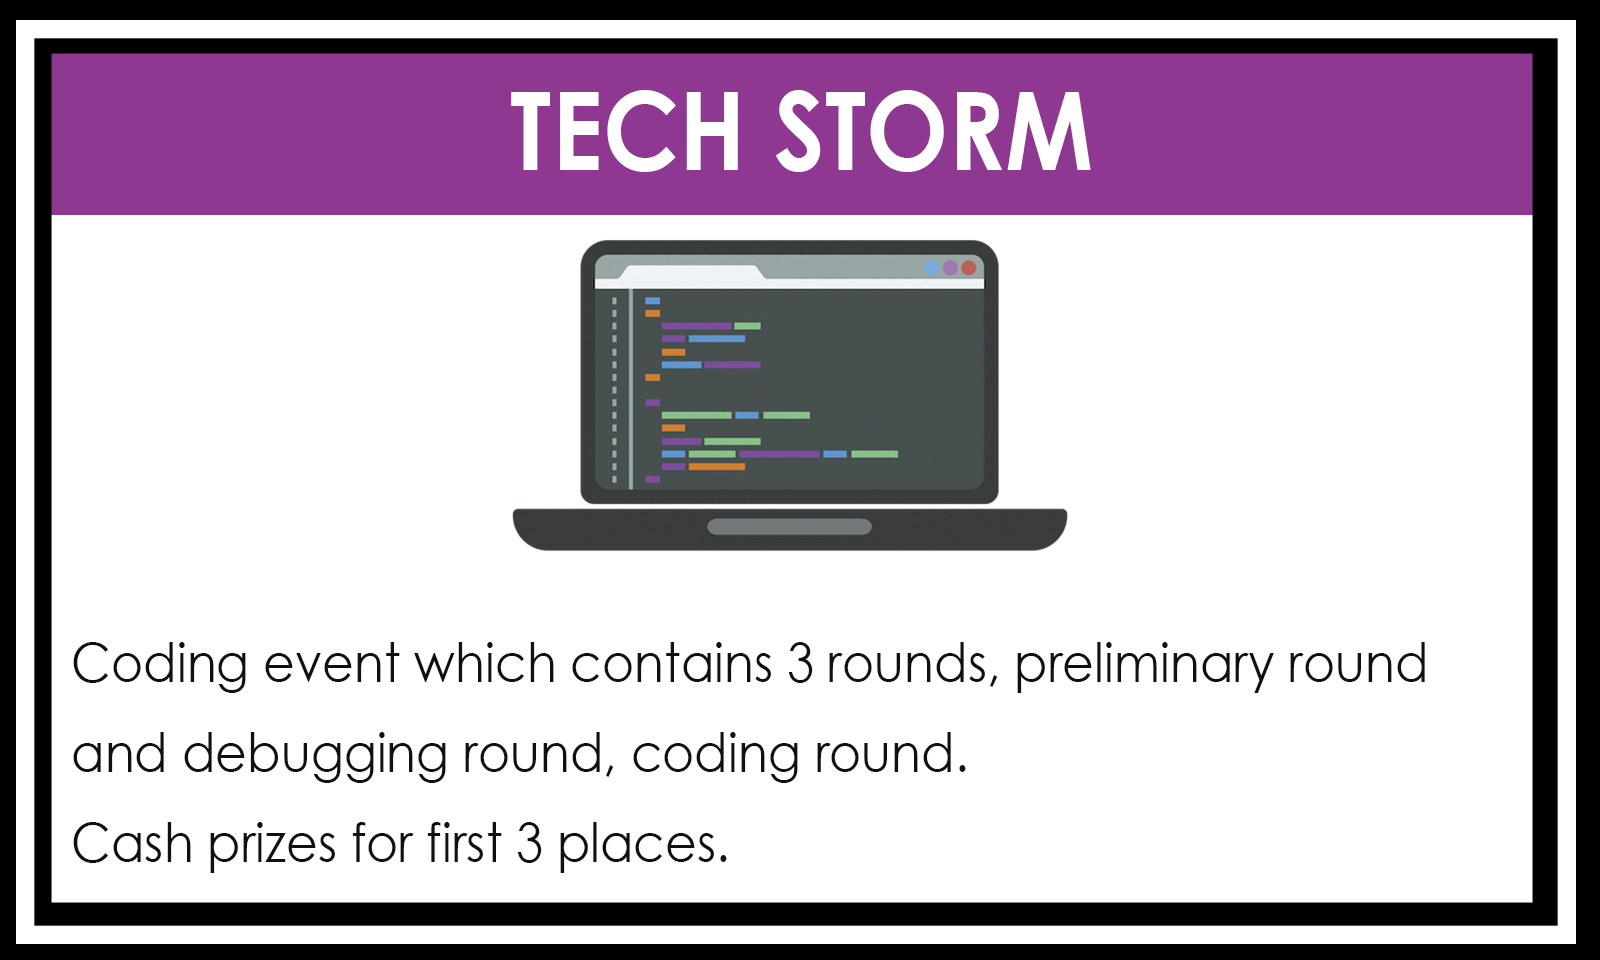 TECH STORM
Coding event which contains 3 rounds, preliminary round
and debugging round, coding round.
Cash prizes for first 3 places.